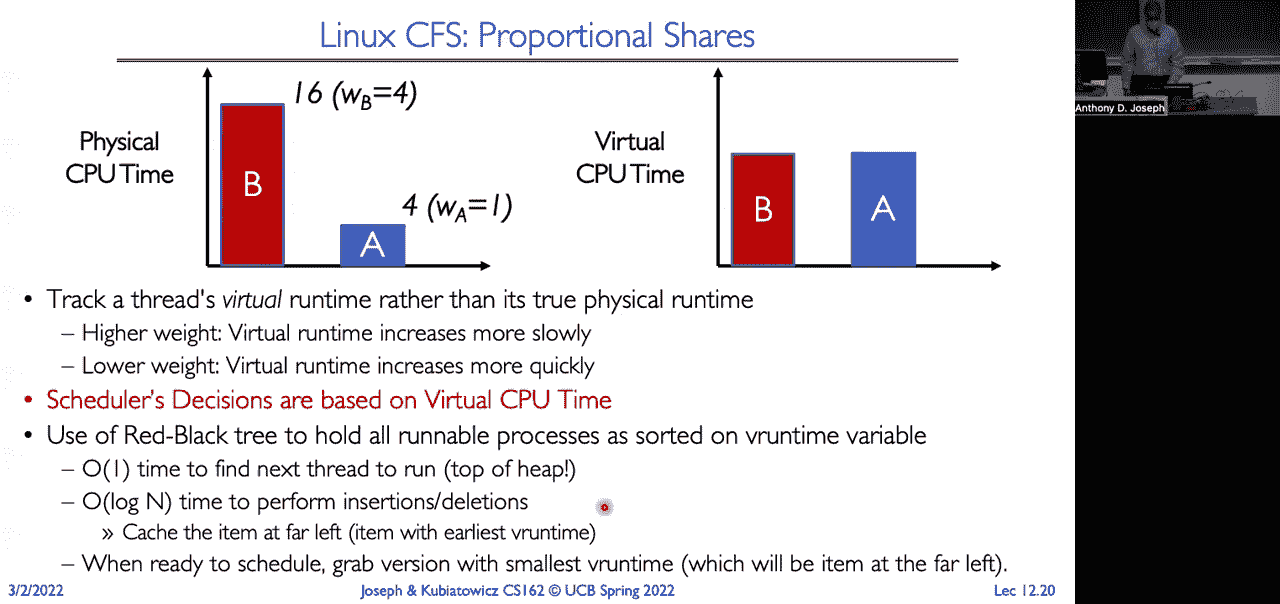 Linux CFS: Proportional Shares
16 (wB=4)
Physical
CPU Time
B
4 (wA=1)
A
Virtual
CPU Time
B
A
Anthony D. Joseph
• Track a thread's virtual runtime rather than its true physical runtime
– Higher weight: Virtual runtime increases more slowly
– Lower weight: Virtual runtime increases more quickly
• Scheduler's Decisions are based on Virtual CPU Time
• Use of Red-Black tree to hold all runnable processes as sorted on vruntime variable
– O(1) time to find next thread to run (top of heap!)
– O(log N) time to perform insertions/deletions
» Cache the item at far left (item with earliest vruntime)
– When ready to schedule, grab version with smallest vruntime (which will be item at the far left).
3/2/2022
Joseph & Kubiatowicz CS162 © UCB Spring 2022
Lec 12.20